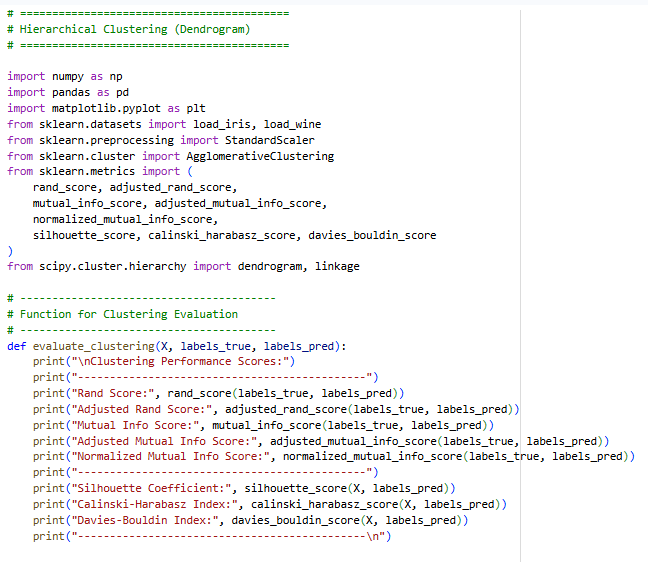 # ==========================================
# Hierarchical Clustering (Dendrogram)
# ==========================================
import numpy as np
import pandas as pd
import matplotlib.pyplot as plt
from sklearn.datasets import load_iris, load_wine
from sklearn.preprocessing import StandardScaler
from sklearn.cluster import AgglomerativeClustering
from sklearn.metrics import (
    rand_score, adjusted_rand_score,
    mutual_info_score, adjusted_mutual_info_score,
    normalized_mutual_info_score,
    silhouette_score, calinski_harabasz_score, davies_bouldin_score
)
from scipy.cluster.hierarchy import dendrogram, linkage
# ----------------------------------------
# Function for Clustering Evaluation
# ----------------------------------------
def evaluate_clustering(X, labels_true, labels_pred):
    print("\nClustering Performance Scores:")
    print("---------------------------------------------")
    print("Rand Score:", rand_score(labels_true, labels_pred))
    print("Adjusted Rand Score:", adjusted_rand_score(labels_true, labels_pred))
    print("Mutual Info Score:", mutual_info_score(labels_true, labels_pred))
    print("Adjusted Mutual Info Score:", adjusted_mutual_info_score(labels_true, labels_pred))
    print("Normalized Mutual Info Score:", normalized_mutual_info_score(labels_true, labels_pred))
    print("---------------------------------------------")
    print("Silhouette Coefficient:", silhouette_score(X, labels_pred))
    print("Calinski-Harabasz Index:", calinski_harabasz_score(X, labels_pred))
    print("Davies-Bouldin Index:", davies_bouldin_score(X, labels_pred))
    print("---------------------------------------------\n")